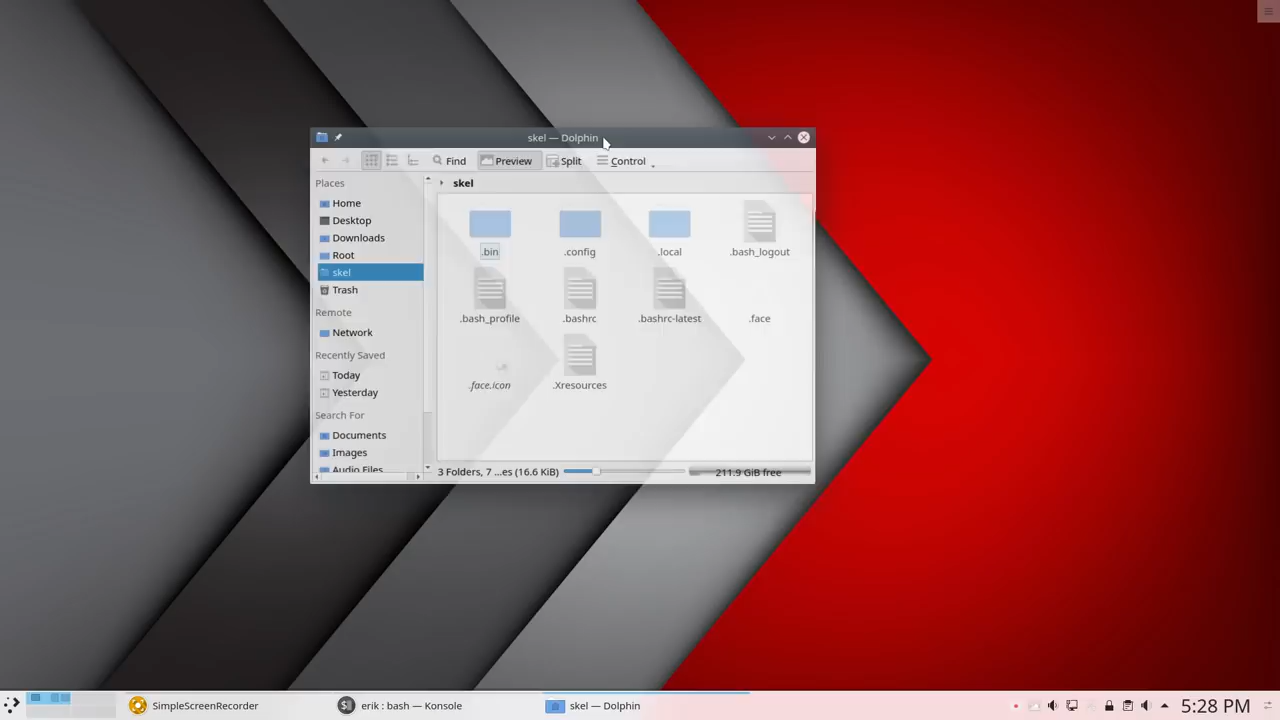 skel — Dolphin
Find
Preview
Split
Control
Places
skel
Home
Desktop
Downloads
Root
skel
Trash
Remote
Network
Recently Saved
Today
Yesterday
Search For
Documents
Images
Audio Files
.bin
.config
.local
.bash_logout
.bash_profile
.bashrc
.bashrc-latest
.face
.face.icon
.Xresources
3 Folders, 7 ...es (16.6 KiB)
211.9 GiB free
SimpleScreenRecorder
erik : bash — Konsole
skel — Dolphin
5:28 PM